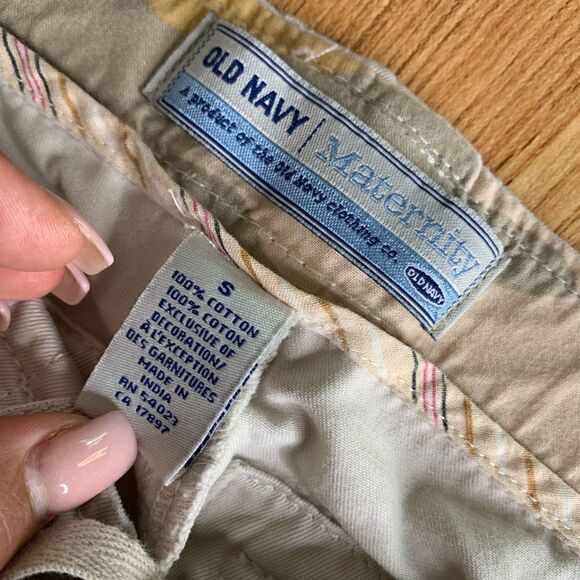 OLD NAVY | Maternity
A product of the Old Navy clothing co.
OLD NAVY
S
100% COTTON
100% COTON
EXCLUSIVE OF
DECORATION/
À L'EXCEPTION
DES GARNITURES
MADE IN
INDIA
RN 54023
CA 17897